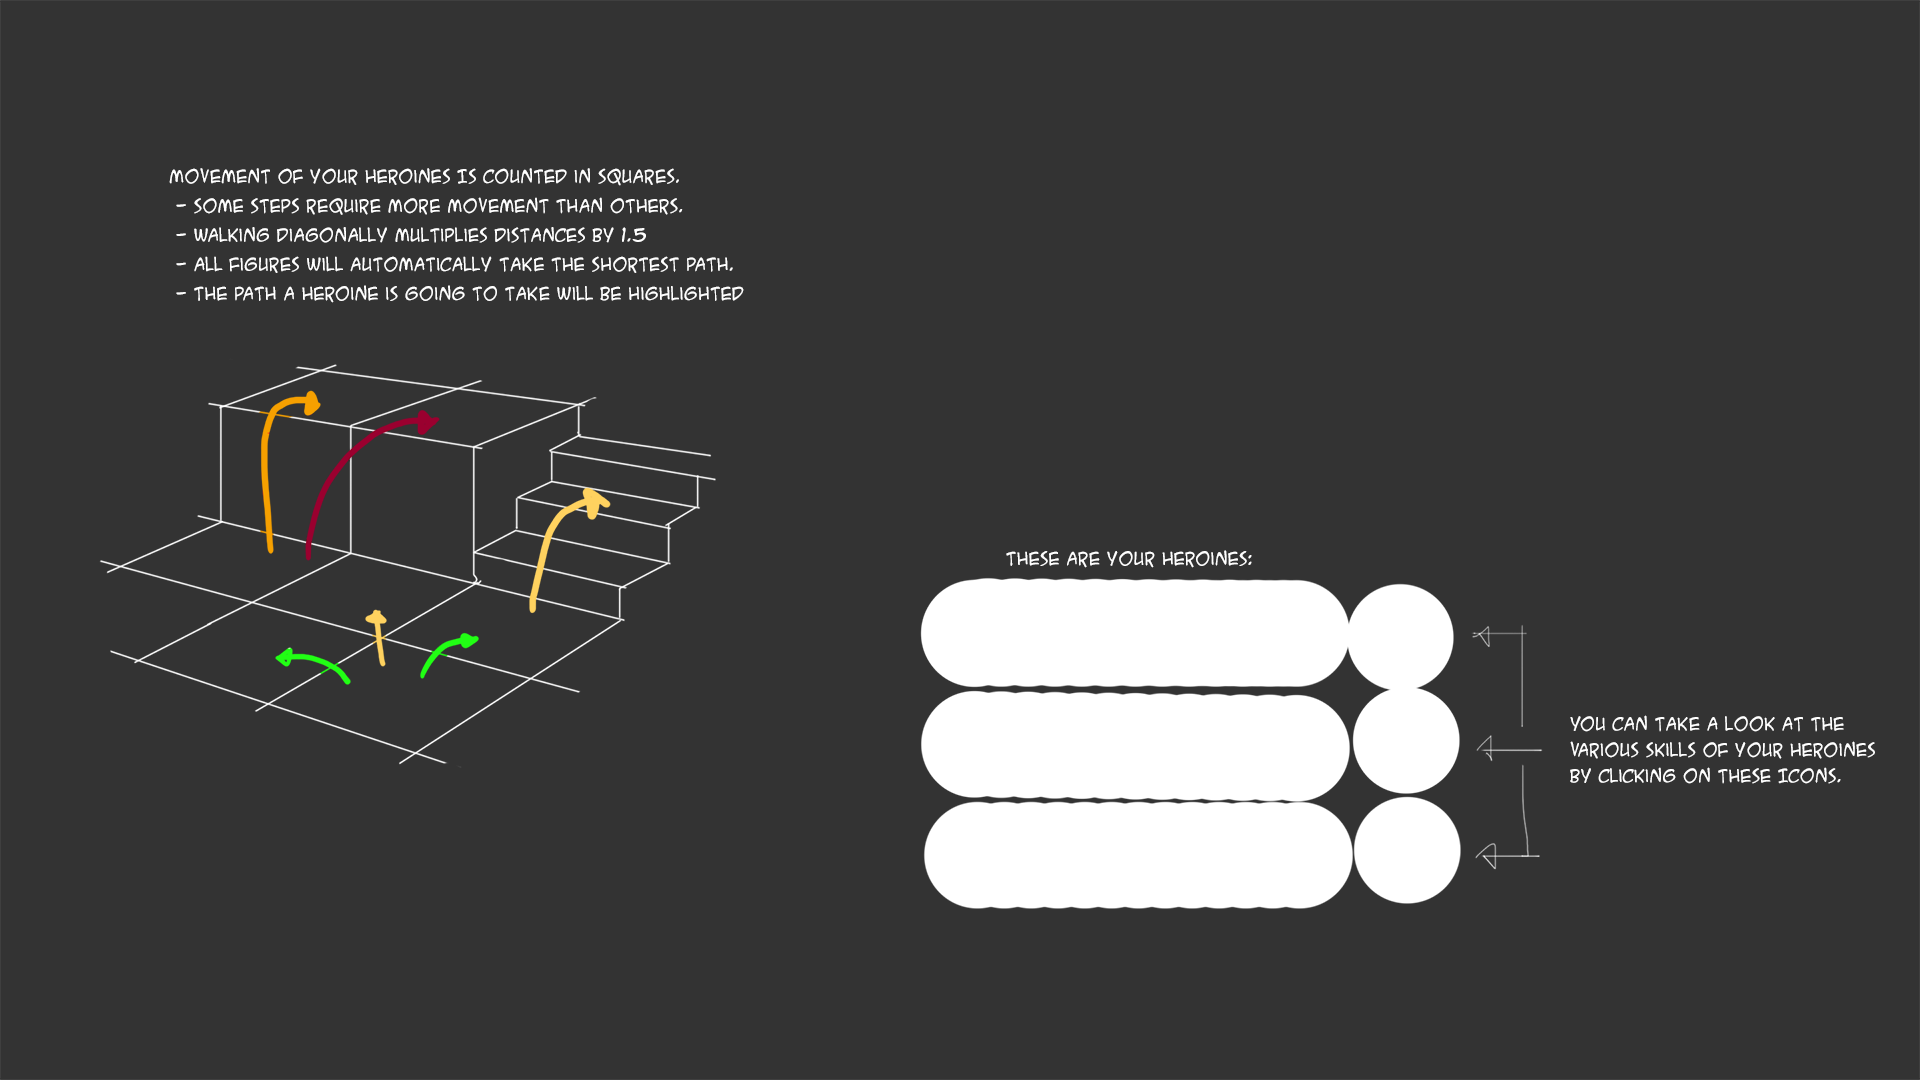 MOVEMENT OF YOUR HEROINES IS COUNTED IN SQUARES.
- SOME STEPS REQUIRE MORE MOVEMENT THAN OTHERS.
- WALKING DIAGONALLY MULTIPLIES DISTANCES BY 1.5
- ALL FIGURES WILL AUTOMATICALLY TAKE THE SHORTEST PATH.
- THE PATH A HEROINE IS GOING TO TAKE WILL BE HIGHLIGHTED
THESE ARE YOUR HEROINES:
YOU CAN TAKE A LOOK AT THE
VARIOUS SKILLS OF YOUR HEROINES
BY CLICKING ON THESE ICONS.